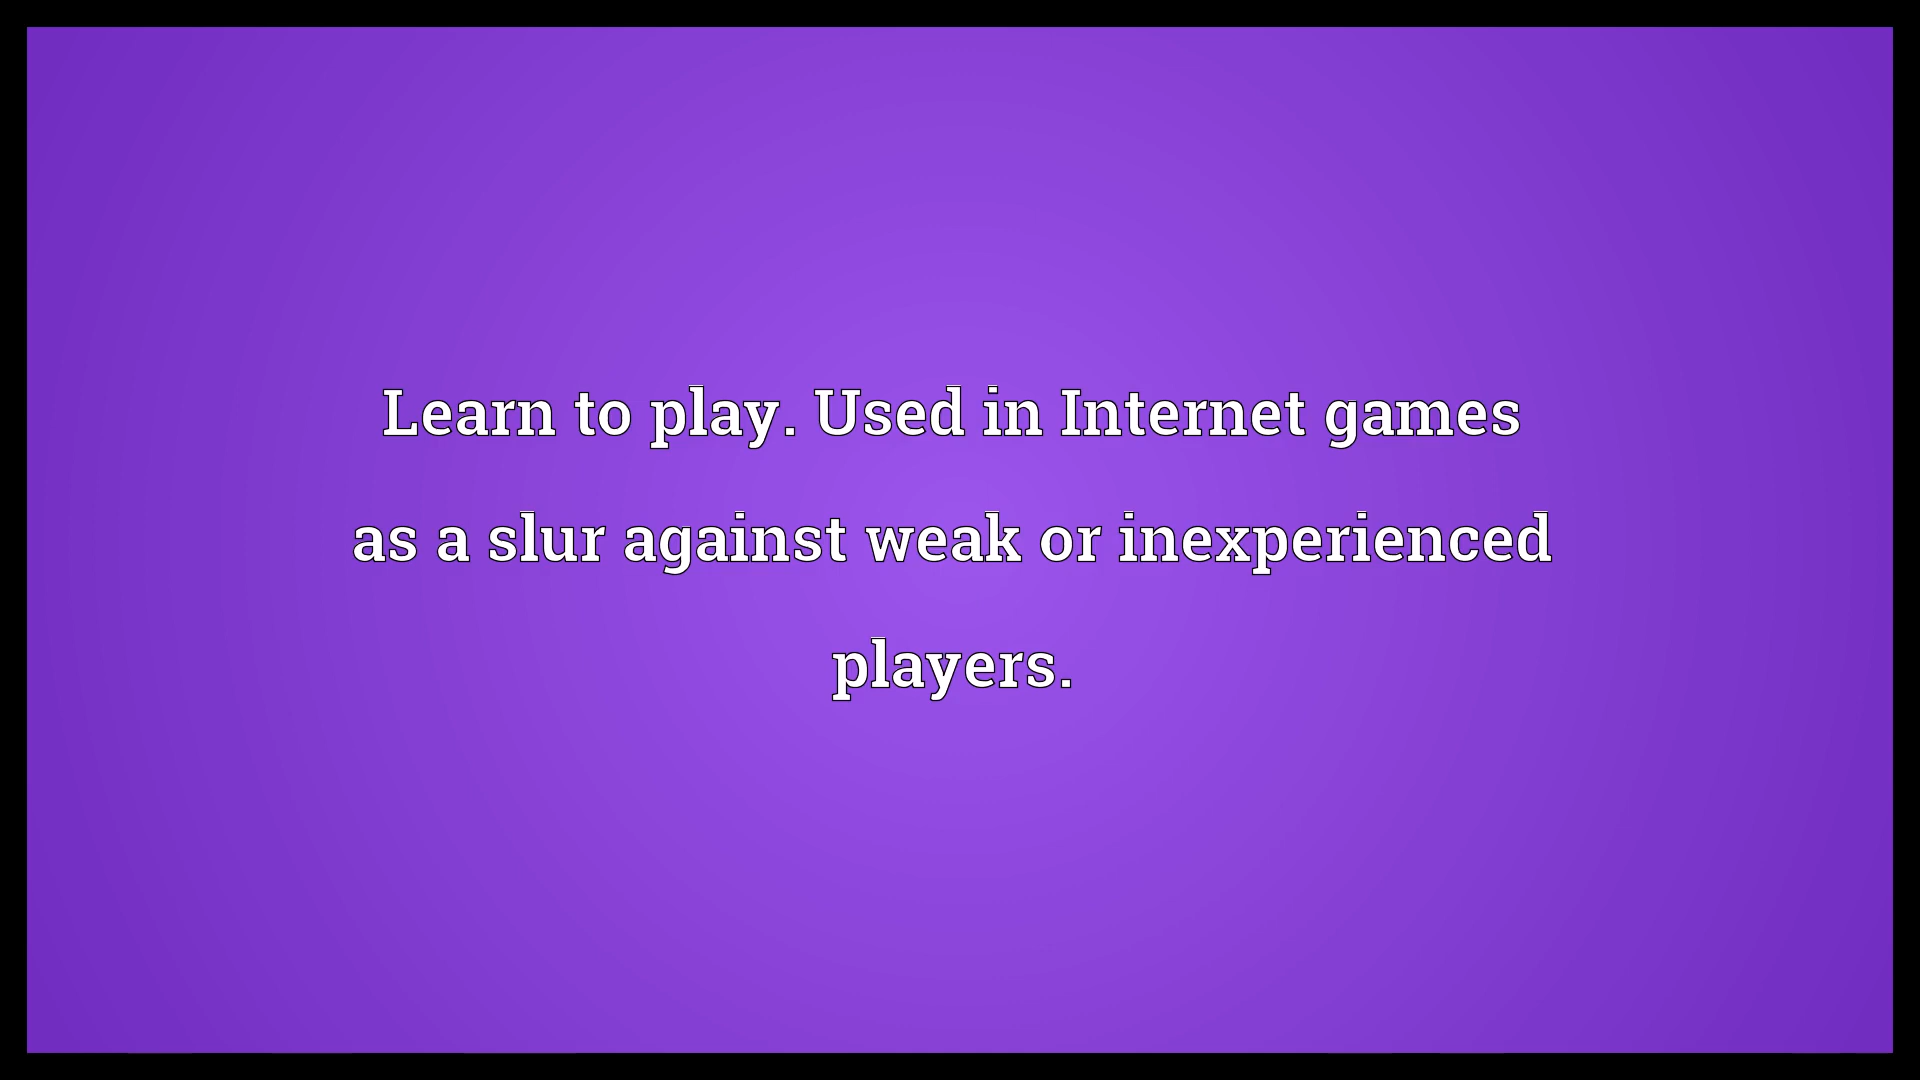 Learn to play. Used in Internet games
as a slur against weak or inexperienced
players.